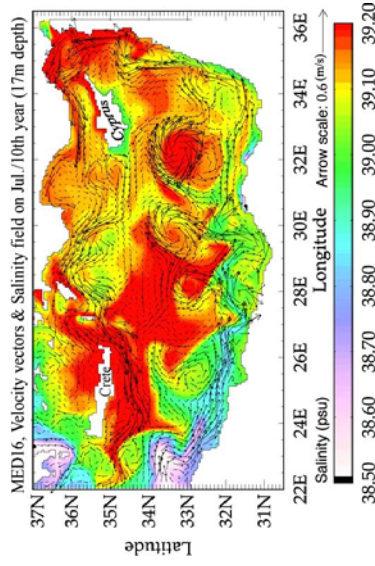 MED16, Velocity vectors & Salinity field on Jul./10th year (17m depth)
37N
36N
35N
34N
33N
32N
31N
Latitude
Crete
Cyprus
22E 24E 26E 28E 30E 32E 34E 36E
Salinity (psu) Longitude Arrow scale: 0.6 (m/s)
38.50 38.60 38.70 38.80 38.90 39.00 39.10 39.20